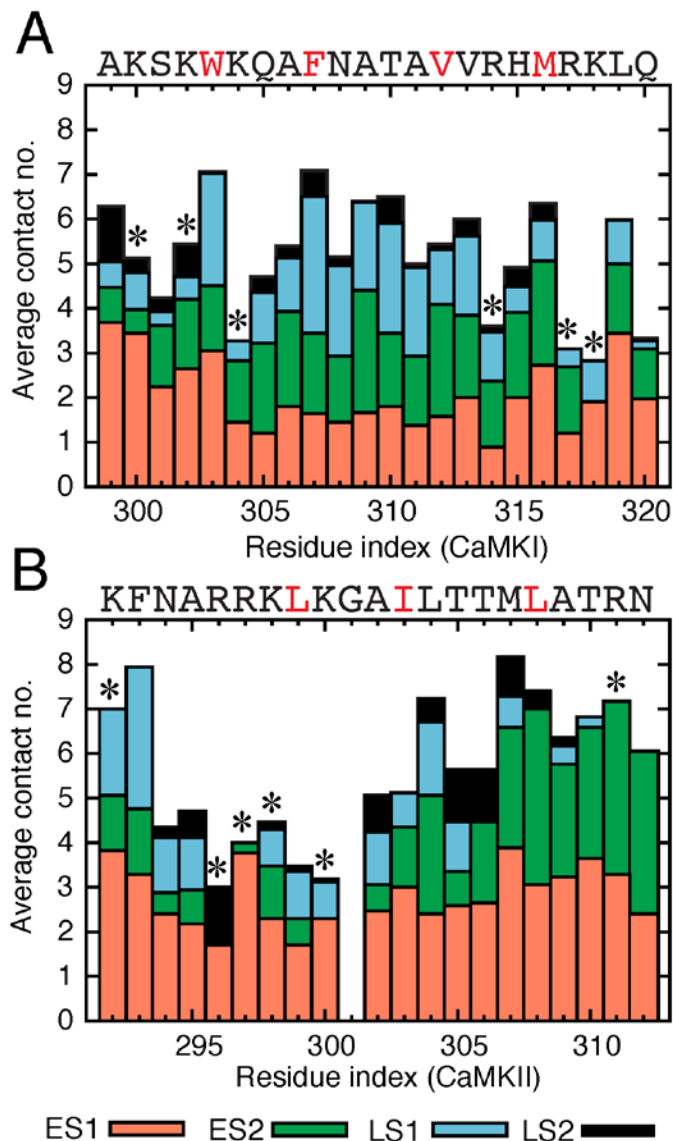 A
AKSKWKQAFNATAVVRHMRKLQ
9
8
7
6
5
4
3
2
1
0
Average contact no.
* * * * * *
300 305 310 315 320
Residue index (CaMKI)
B
KFNARRKLKGAILTTMLATRN
9
8
7
6
5
4
3
2
1
0
Average contact no.
* * * * * *
295 300 305 310
Residue index (CaMKII)
ES1 ES2 LS1 LS2